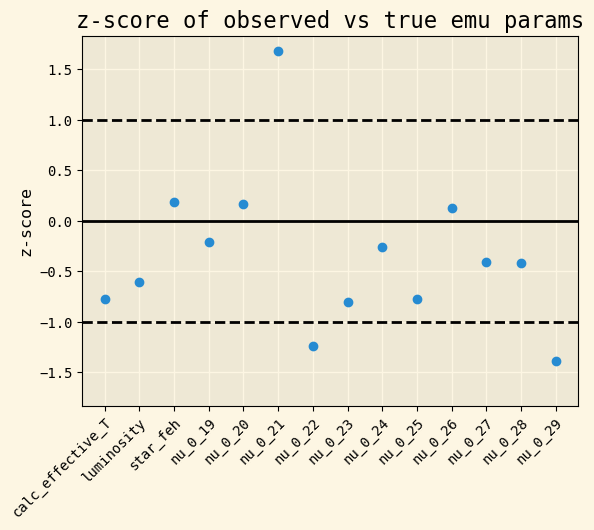 z-score of observed vs true emu params
z-score
1.5
1.0
0.5
0.0
−0.5
−1.0
−1.5
calc_effective_T
luminosity
star_feh
nu_0_19
nu_0_20
nu_0_21
nu_0_22
nu_0_23
nu_0_24
nu_0_25
nu_0_26
nu_0_27
nu_0_28
nu_0_29